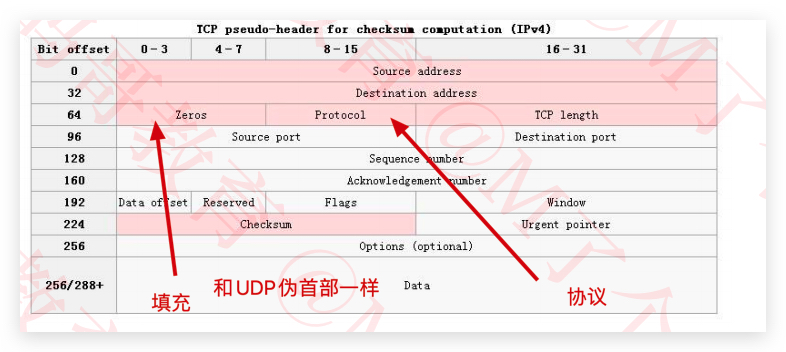 TCP pseudo-header for checksum computation (IPv4)
Bit offset 0-3 4-7 8-15 16-31
0 Source address
32 Destination address
64 Zeros Protocol TCP length
96 Source port Destination port
128 Sequence number
160 Acknowledgement number
192 Data offset Reserved Flags Window
224 Checksum Urgent pointer
256 Options (optional)
256/288+ Data
填充
和UDP伪首部一样
协议